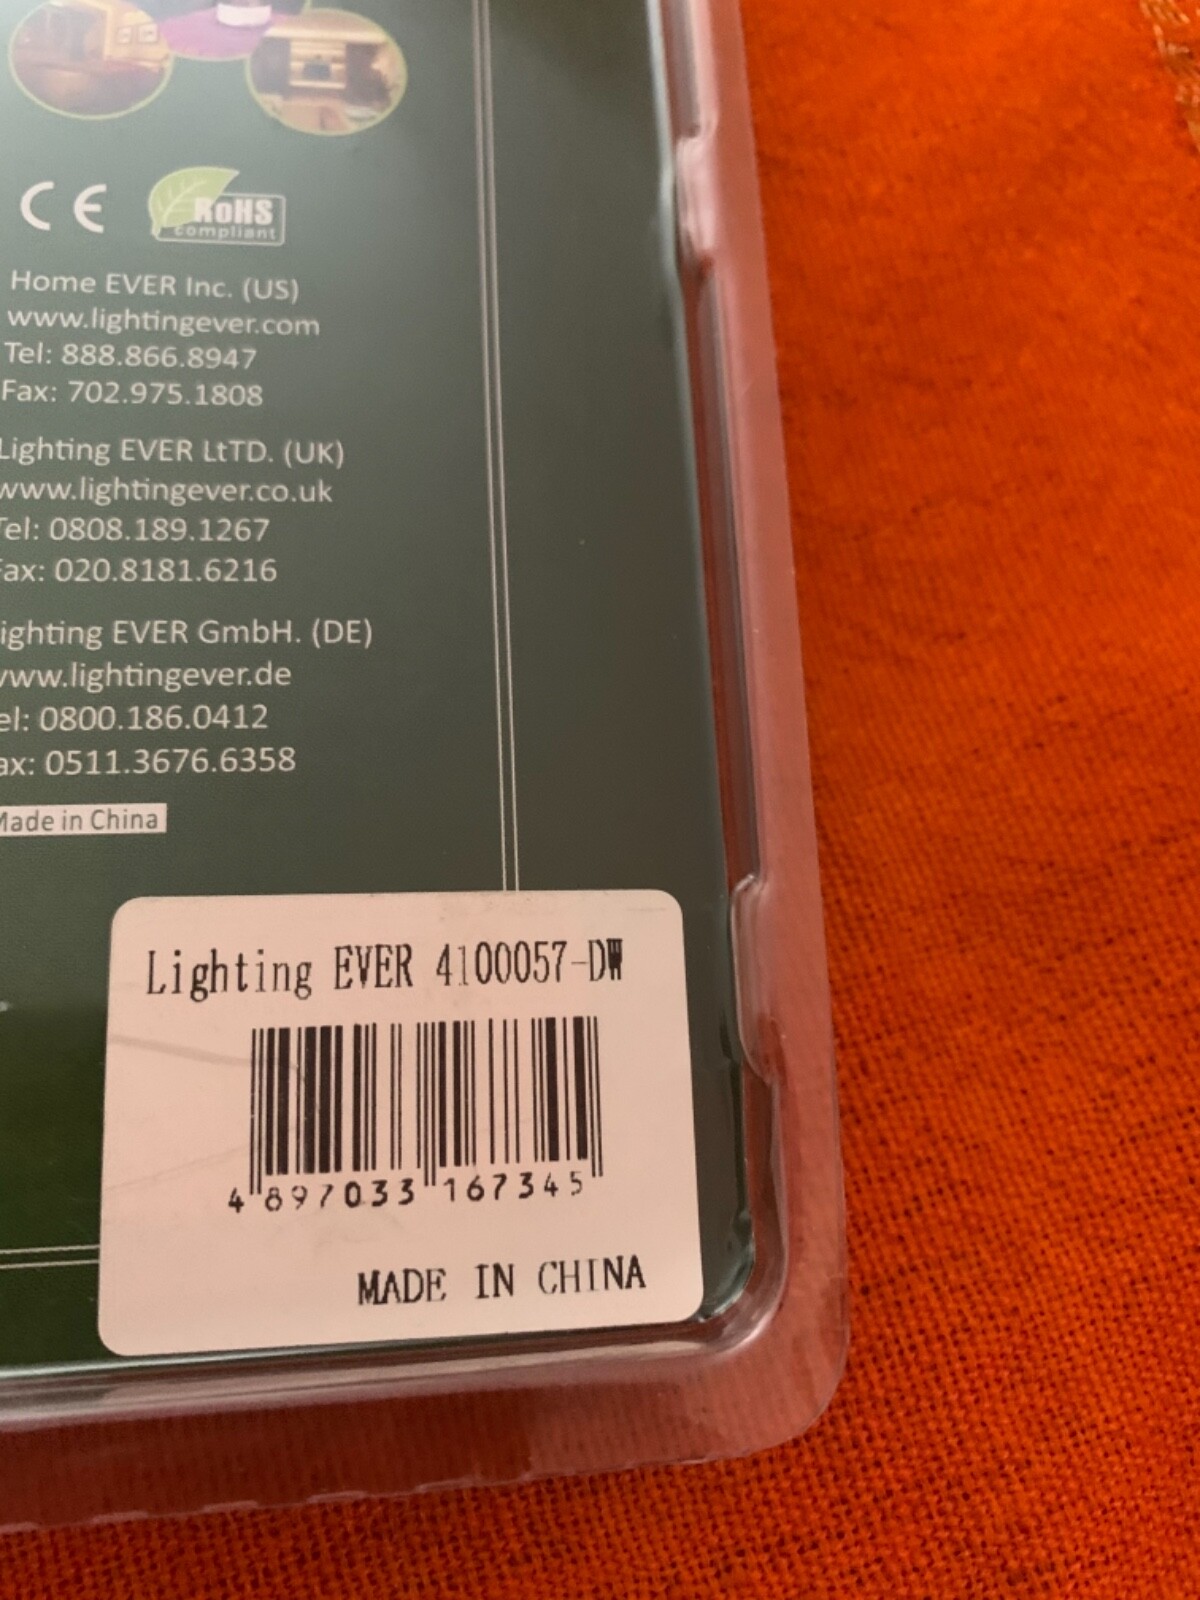 CE
RoHS
compliant
Home EVER Inc. (US)
www.lightingever.com
Tel: 888.866.8947
Fax: 702.975.1808
Lighting EVER LtTD. (UK)
www.lightingever.co.uk
Tel: 0808.189.1267
Fax: 020.8181.6216
Lighting EVER GmbH. (DE)
www.lightingever.de
Tel: 0800.186.0412
Fax: 0511.3676.6358
Made in China
Lighting EVER 4100057-DW
4 897033 167345
MADE IN CHINA